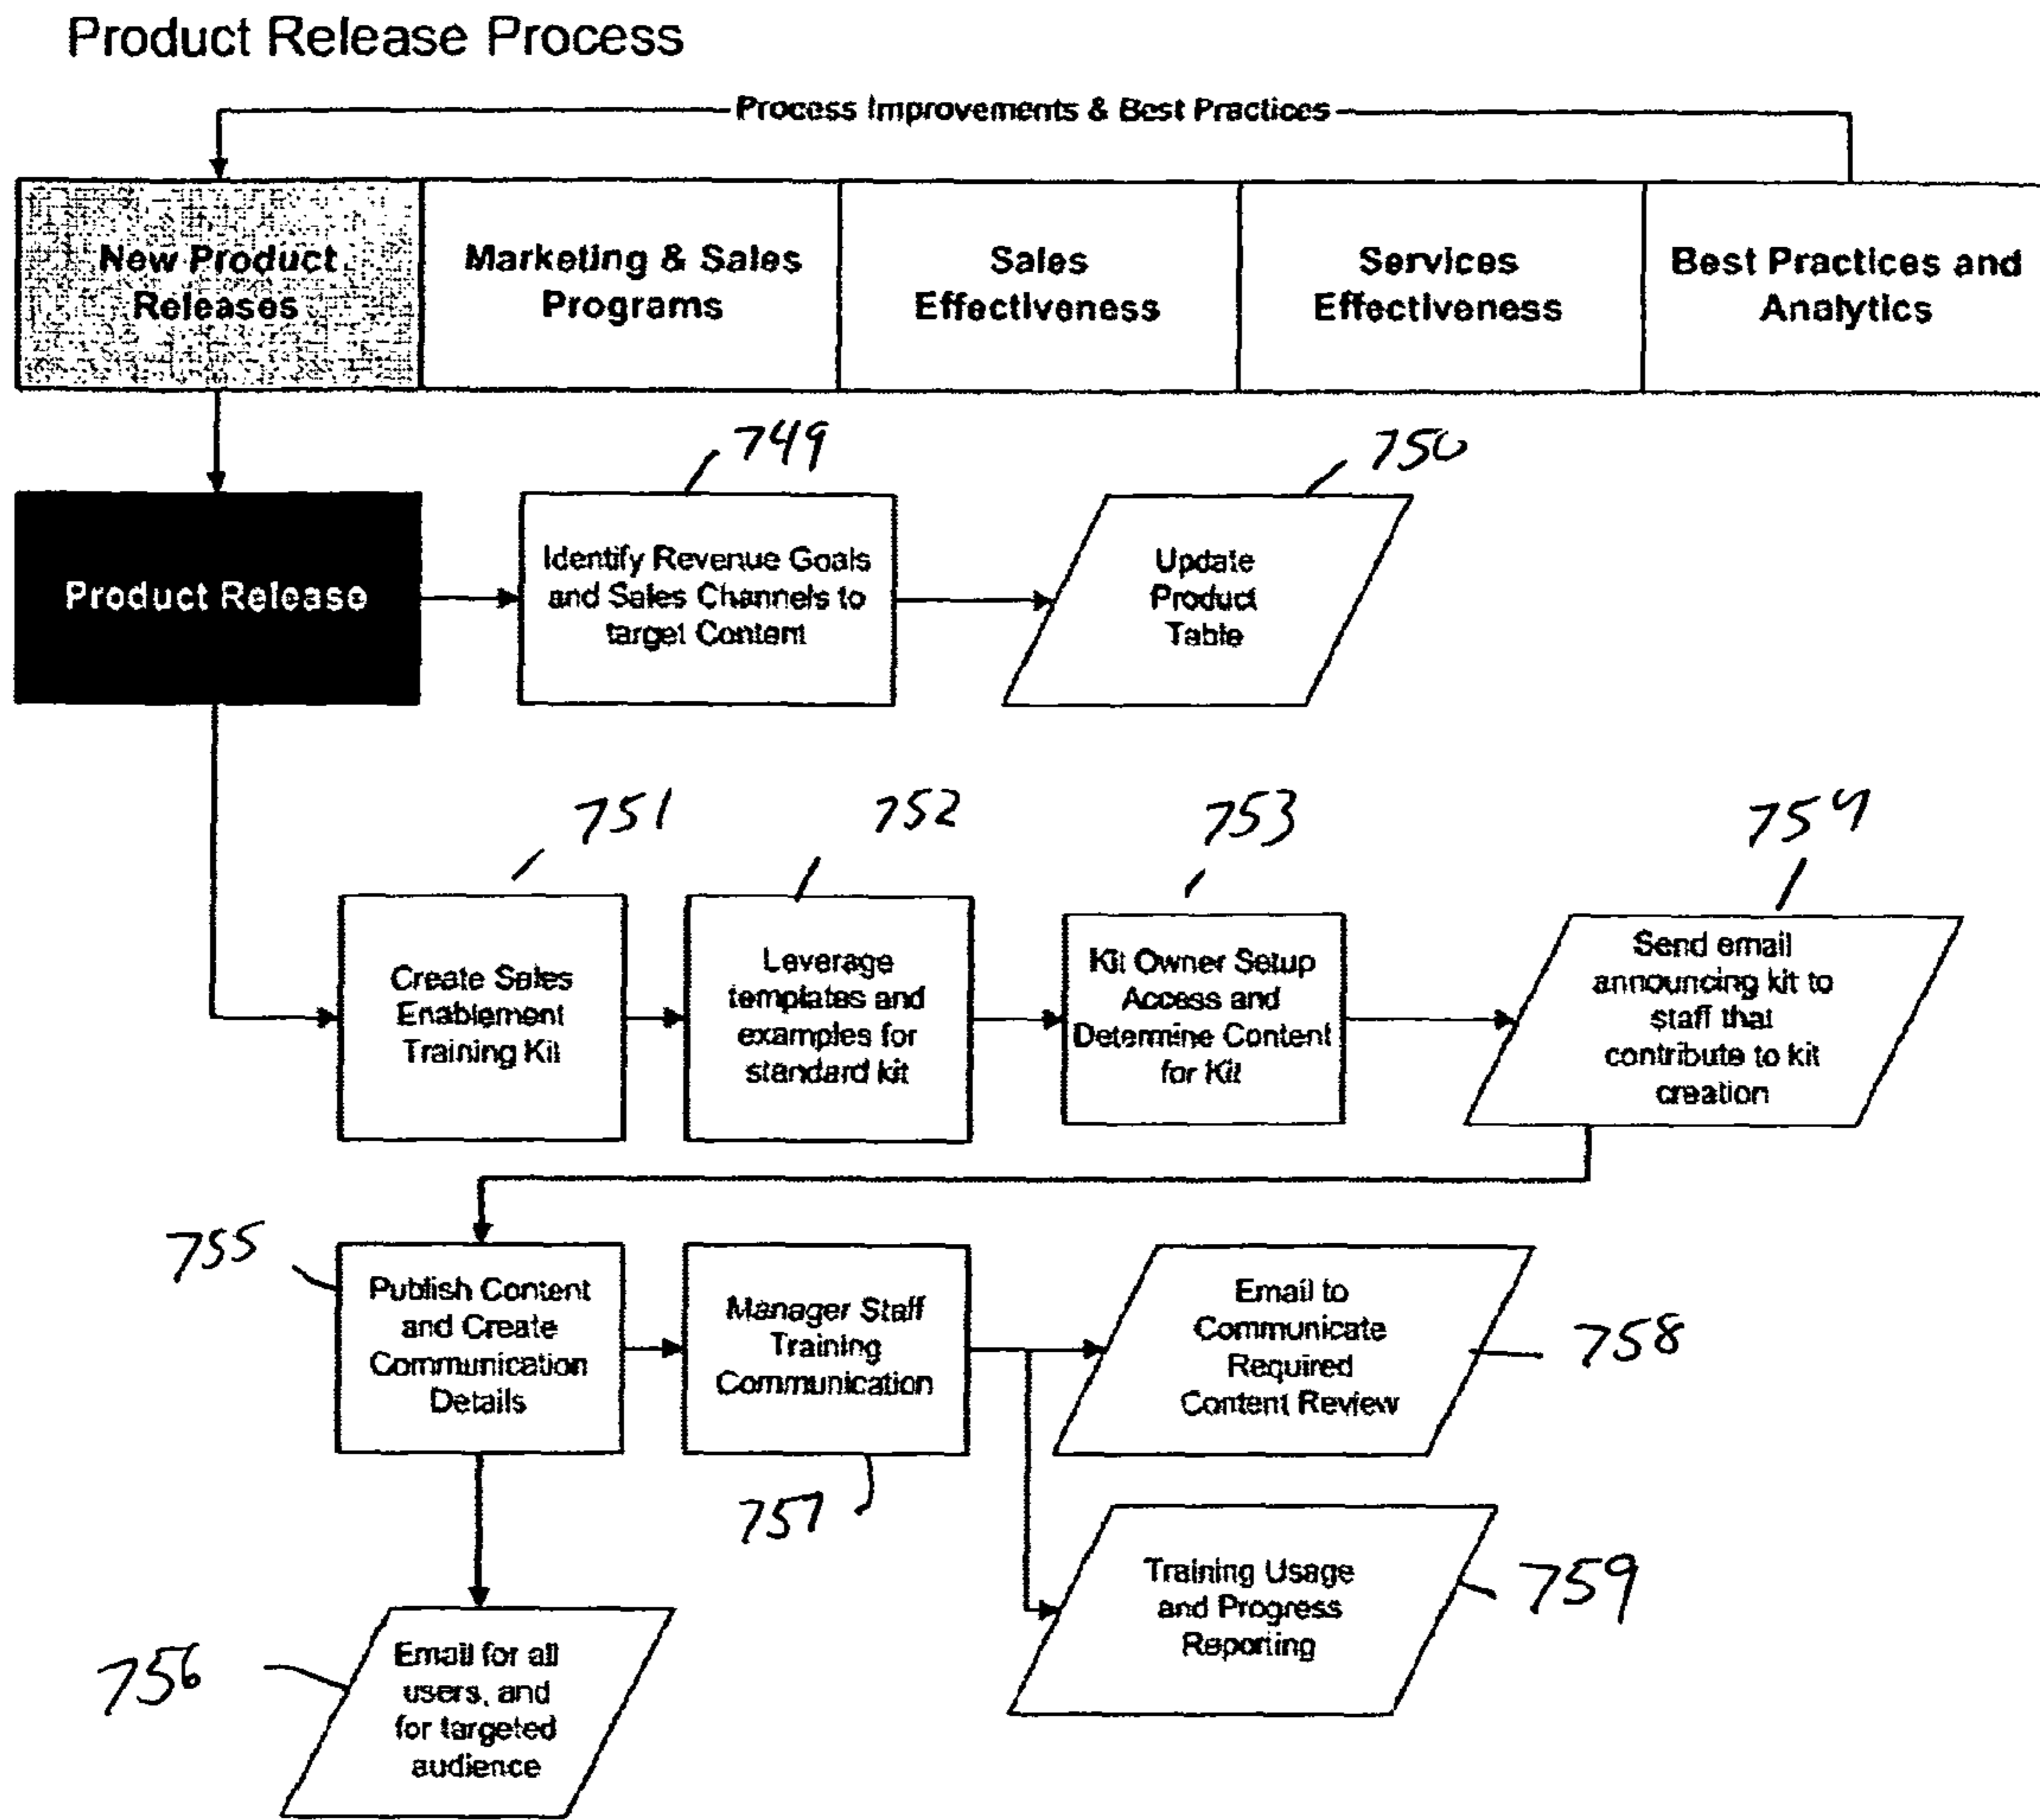 Product Release Process
Process Improvements & Best Practices
New Product
Releases
Marketing & Sales
Programs
Sales
Effectiveness
Services
Effectiveness
Best Practices and
Analytics
749
750
Product Release
Identify Revenue Goals
and Sales Channels to
target Content
Update
Product
Table
751
752
753
754
Create Sales
Enablement
Training Kit
Leverage
templates and
examples for
standard kit
Kit Owner Setup
Access and
Determine Content
for Kit
Send email
announcing kit to
staff that
contribute to kit
creation
755
Publish Content
and Create
Communication
Details
Manager Staff
Training
Communication
Email to
Communicate
Required
Content Review
758
757
Training Usage
and Progress
Reporting
759
756
Email for all
users, and
for targeted
audience